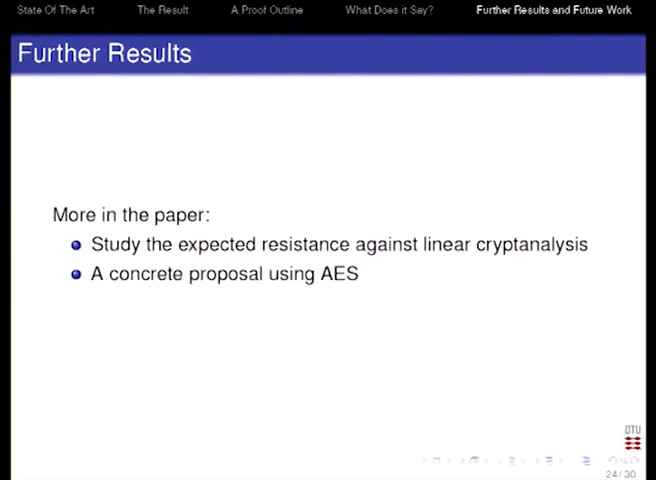 State Of The Art The Result A Proof Outline What Does it Say? Further Results and Future Work
Further Results
More in the paper:
Study the expected resistance against linear cryptanalysis
A concrete proposal using AES
DTU
24/30